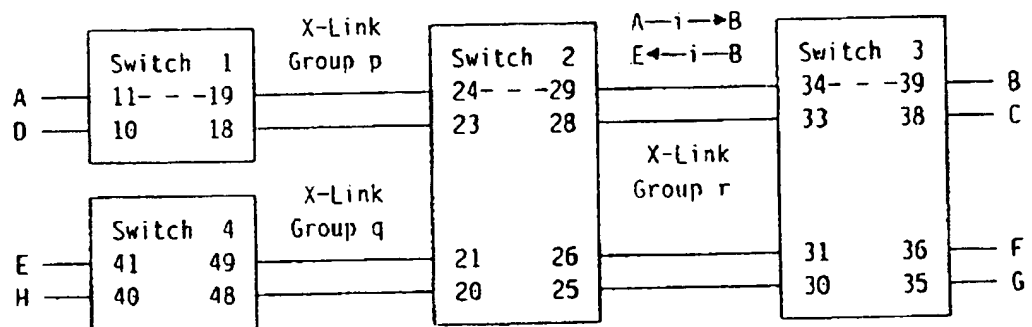 X-Link
Group p
A—i—►B
E◄—i—B
Switch 1
Switch 2
Switch 3
A
11- - -19
24- - -29
34- - -39
B
D
10 18
23 28
33 38
C
X-Link
Group q
X-Link
Group r
Switch 4
E
41 49
21 26
31 36
F
H
40 48
20 25
30 35
G